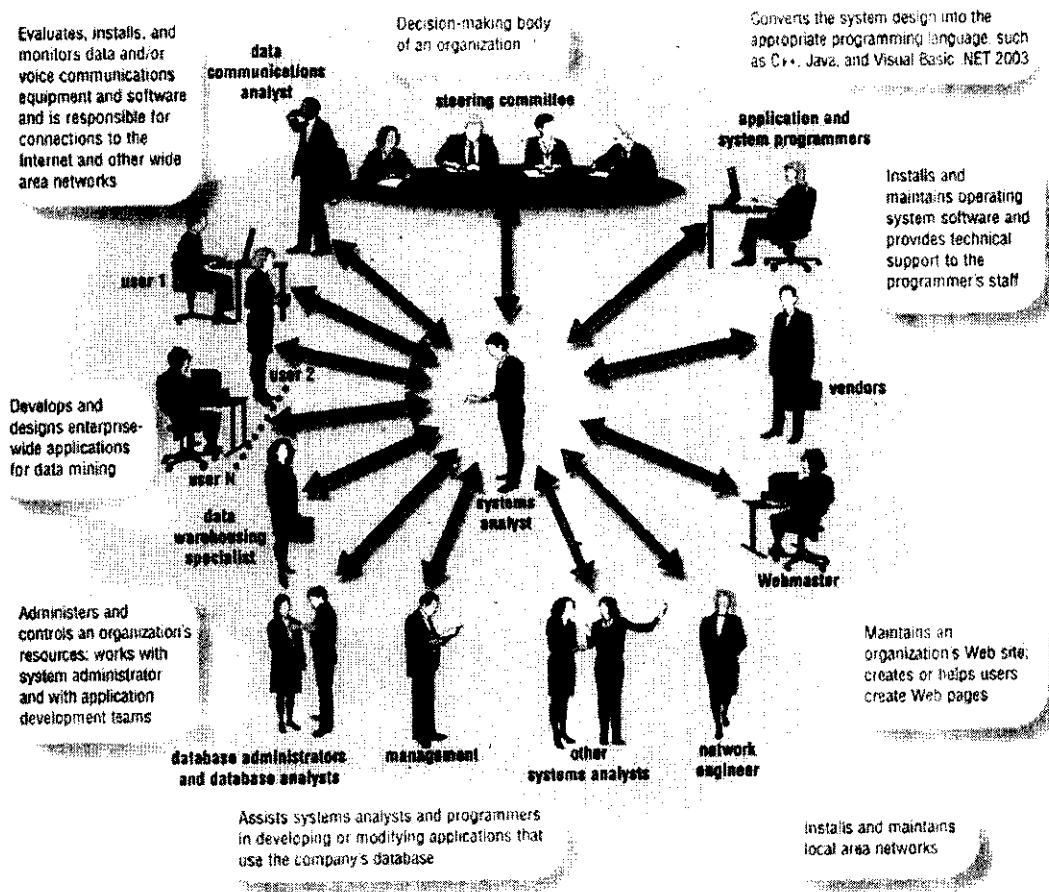 Evaluates, installs, and
monitors data and/or
voice communications
equipment and software
and is responsible for
connections to the
Internet and other wide
area networks
data
communications
analyst
Decision-making body
of an organization
steering committee
Converts the system design into the
appropriate programming language, such
as C++, Java, and Visual Basic .NET 2003
application and
system programmers
Installs and
maintains operating
system software and
provides technical
support to the
programmer's staff
user 1
user 2
vendors
Develops and
designs enterprise-
wide applications
for data mining
user N
data
warehousing
specialist
systems
analyst
Webmaster
Administers and
controls an organization's
resources; works with
system administrator
and with application
development teams
Maintains an
organization's Web site;
creates or helps users
create Web pages
database administrators
and database analysts
management
other
systems analysts
network
engineer
Assists systems analysts and programmers
in developing or modifying applications that
use the company's database
Installs and maintains
local area networks